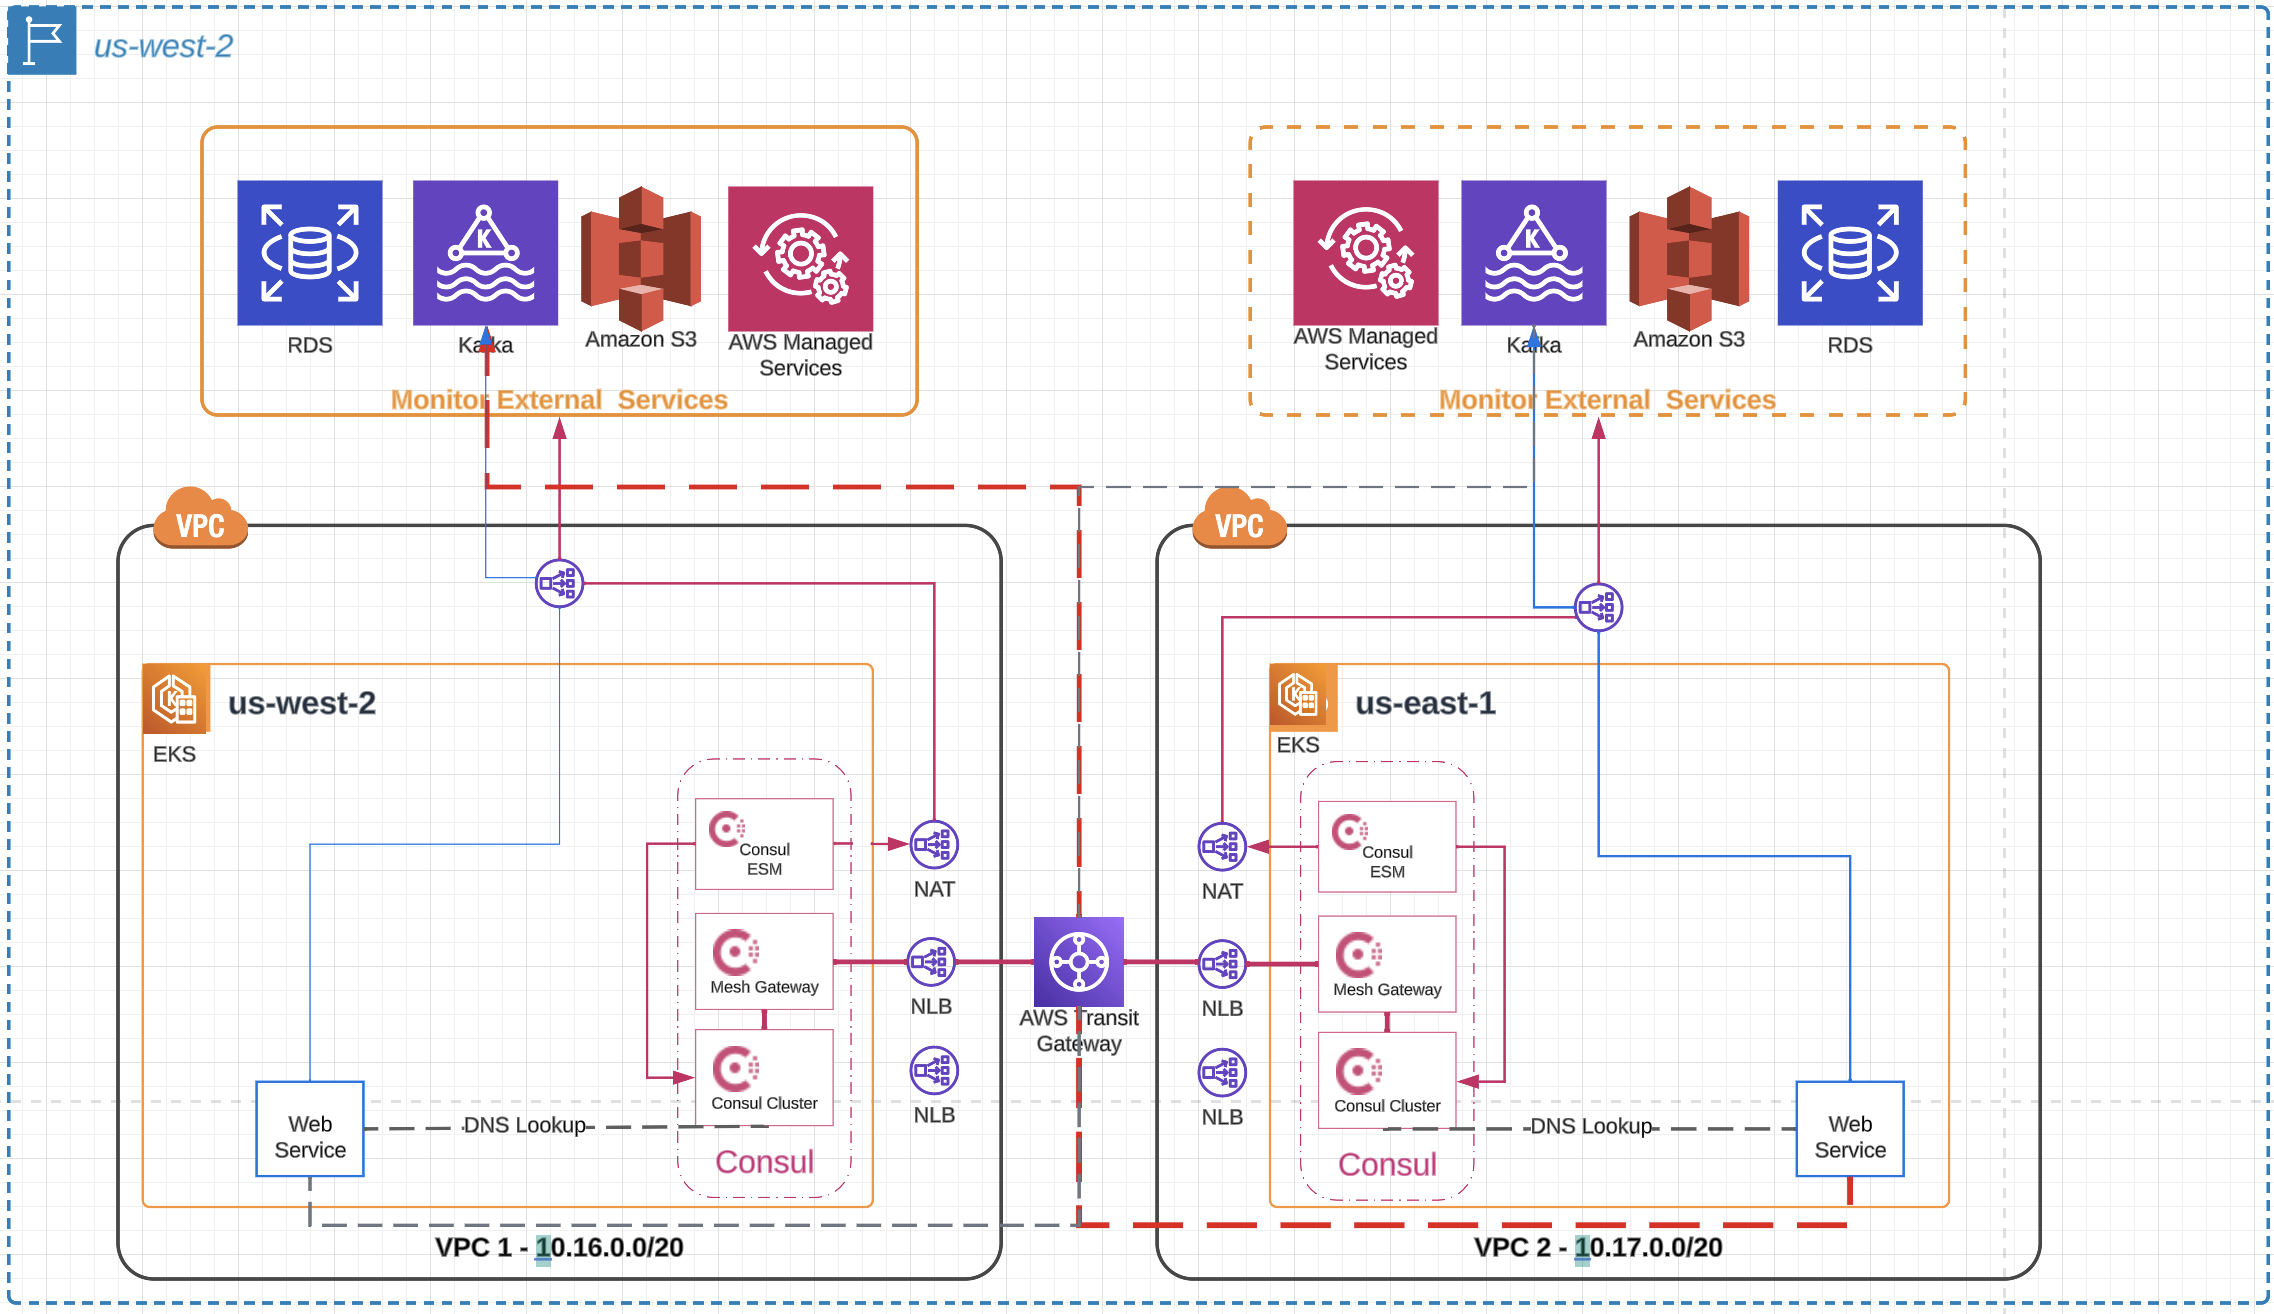 us-west-2
RDS
Kafka
Amazon S3
AWS Managed
Services
Monitor External Services
AWS Managed
Services
Kafka
Amazon S3
RDS
Monitor External Services
VPC
VPC
K
K
us-west-2
EKS
us-east-1
EKS
Consul
ESM
NAT
Mesh Gateway
NLB
AWS Transit
Gateway
Consul Cluster
NLB
Web
Service
DNS Lookup
Consul
VPC 1 - 10.16.0.0/20
NAT
Consul
ESM
NLB
Mesh Gateway
NLB
Consul Cluster
DNS Lookup
Web
Service
Consul
VPC 2 - 10.17.0.0/20